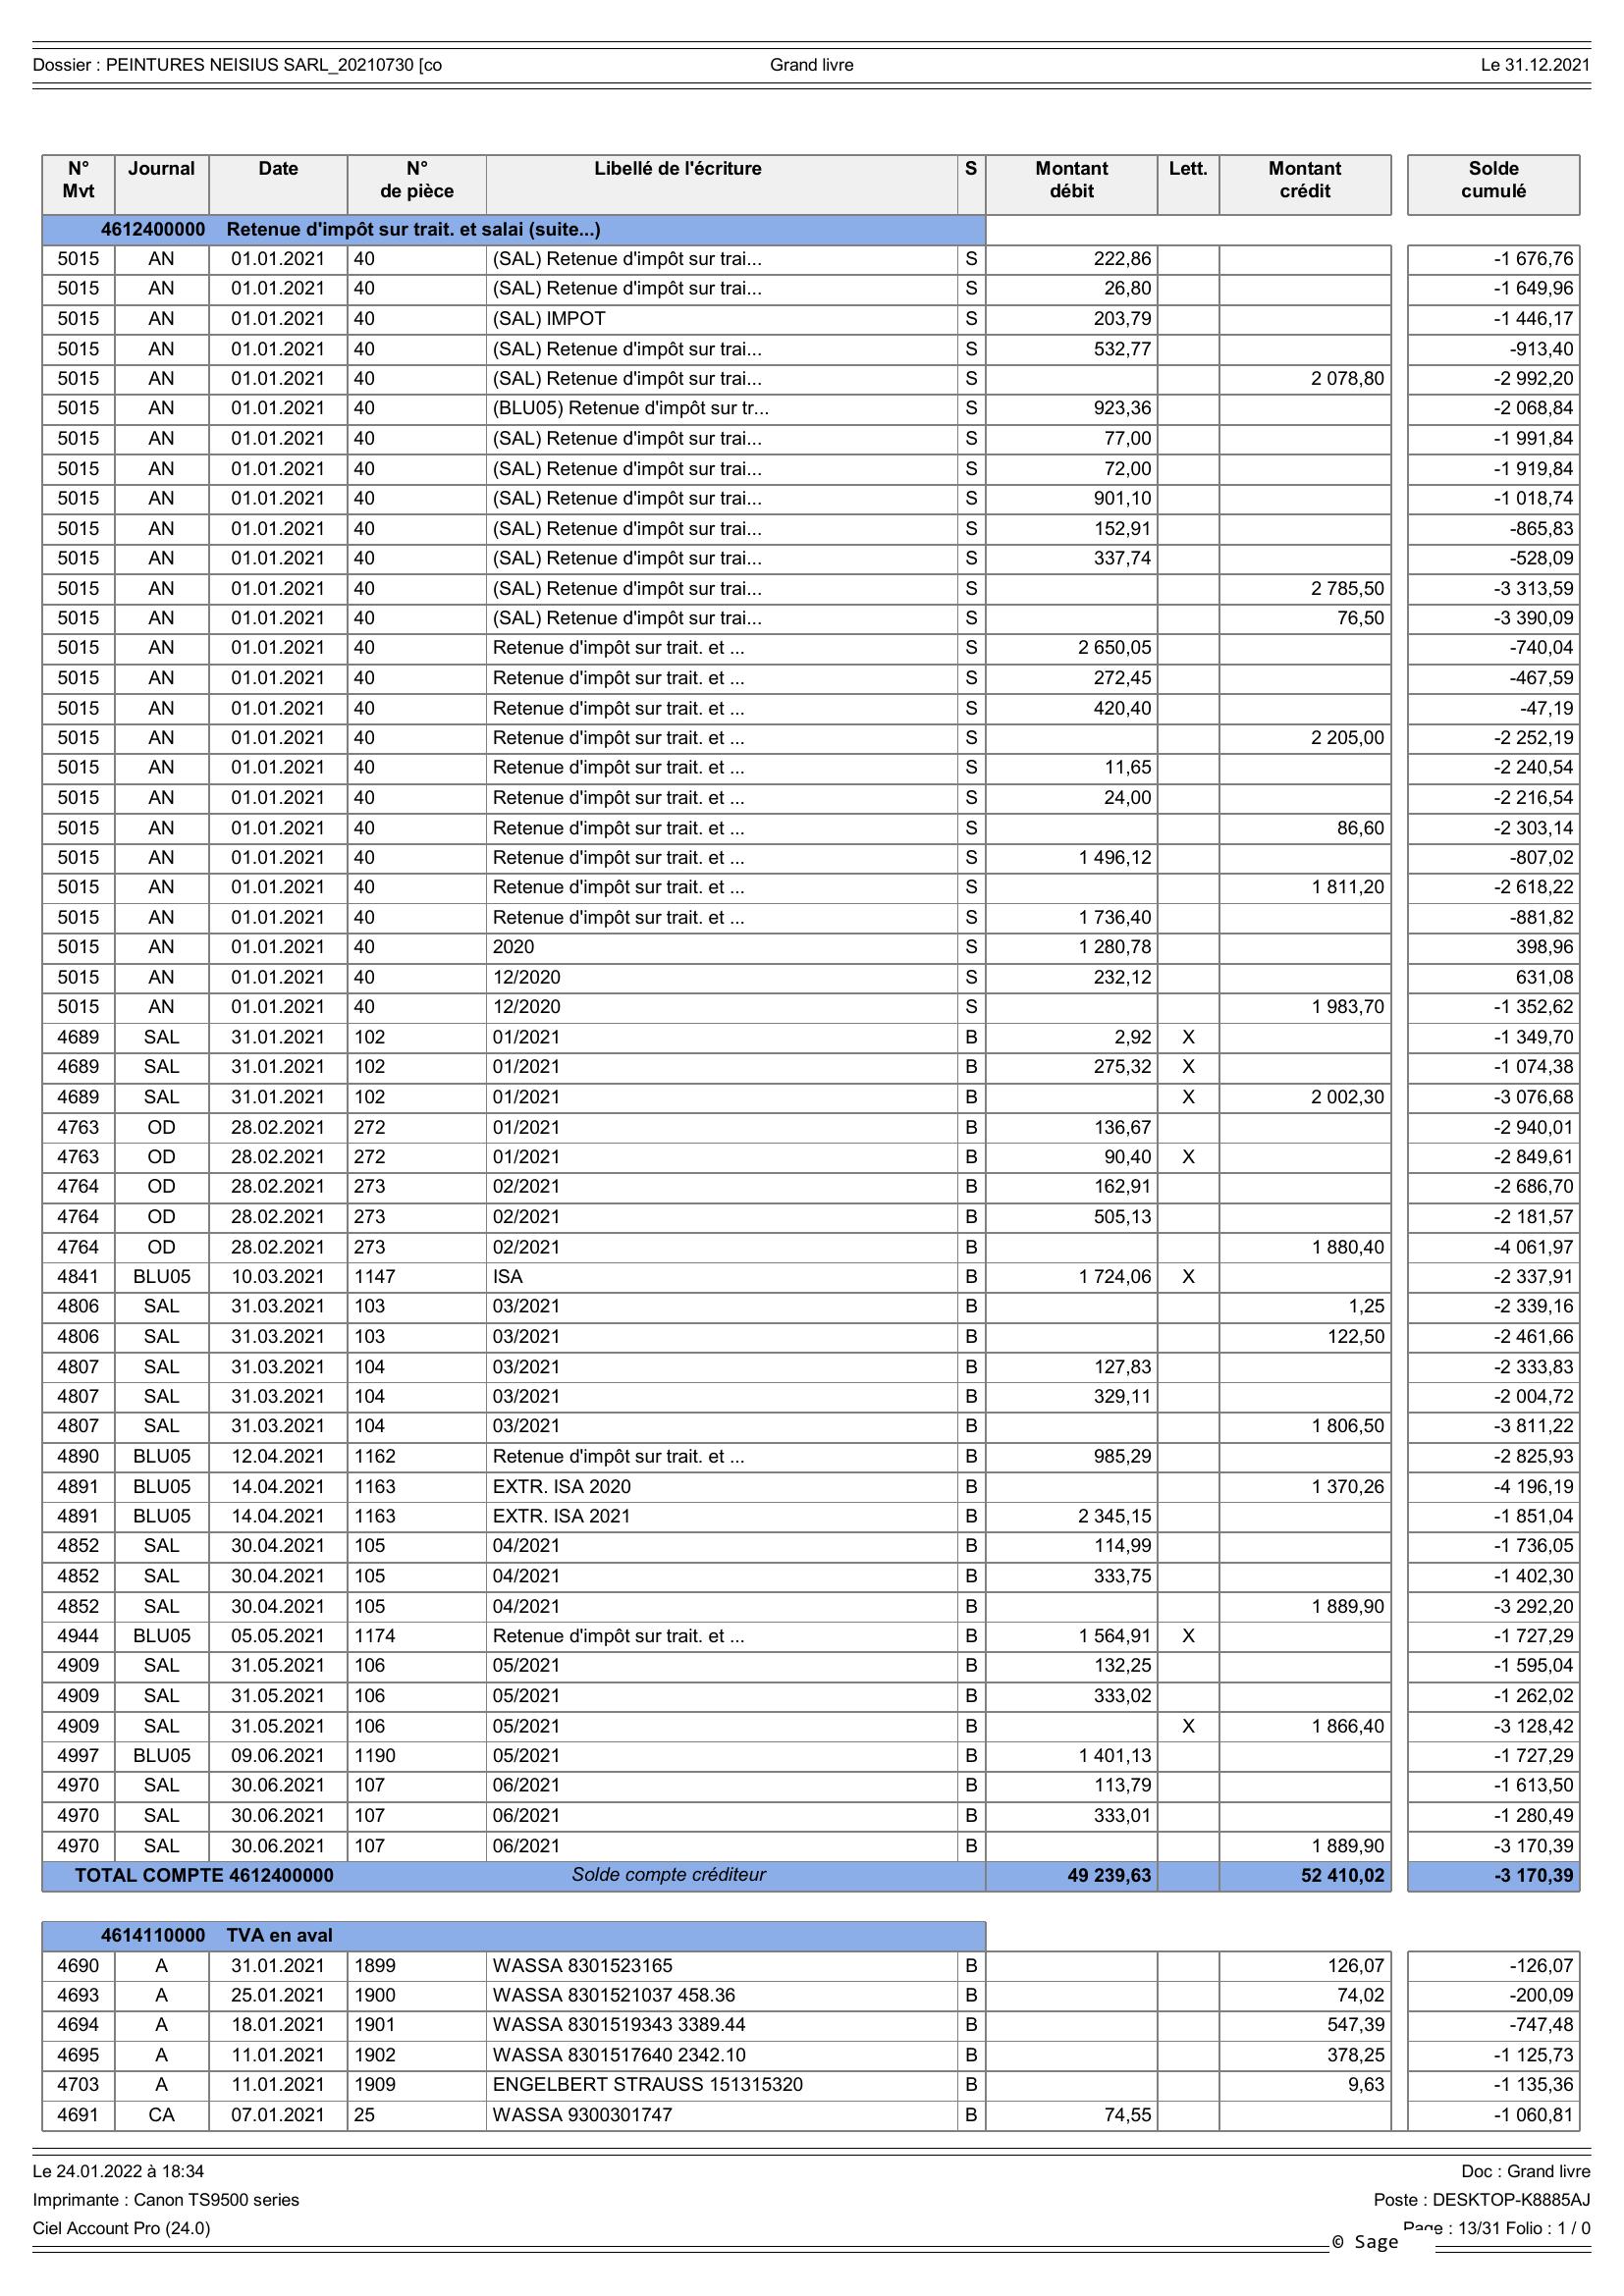 Dossier : PEINTURES NEISIUS SARL_20210730 [co Grand livre Le 31.12.2021
N° Mvt Journal Date N° de pièce Libellé de l'écriture S Montant débit Lett. Montant crédit Solde cumulé
4612400000 Retenue d'impôt sur trait. et salai (suite...)
5015 AN 01.01.2021 40 (SAL) Retenue d'impôt sur trai... S 222,86 -1 676,76
5015 AN 01.01.2021 40 (SAL) Retenue d'impôt sur trai... S 26,80 -1 649,96
5015 AN 01.01.2021 40 (SAL) IMPOT S 203,79 -1 446,17
5015 AN 01.01.2021 40 (SAL) Retenue d'impôt sur trai... S 532,77 -913,40
5015 AN 01.01.2021 40 (SAL) Retenue d'impôt sur trai... S 2 078,80 -2 992,20
5015 AN 01.01.2021 40 (BLU05) Retenue d'impôt sur tr... S 923,36 -2 068,84
5015 AN 01.01.2021 40 (SAL) Retenue d'impôt sur trai... S 77,00 -1 991,84
5015 AN 01.01.2021 40 (SAL) Retenue d'impôt sur trai... S 72,00 -1 919,84
5015 AN 01.01.2021 40 (SAL) Retenue d'impôt sur trai... S 901,10 -1 018,74
5015 AN 01.01.2021 40 (SAL) Retenue d'impôt sur trai... S 152,91 -865,83
5015 AN 01.01.2021 40 (SAL) Retenue d'impôt sur trai... S 337,74 -528,09
5015 AN 01.01.2021 40 (SAL) Retenue d'impôt sur trai... S 2 785,50 -3 313,59
5015 AN 01.01.2021 40 (SAL) Retenue d'impôt sur trai... S 76,50 -3 390,09
5015 AN 01.01.2021 40 Retenue d'impôt sur trait. et ... S 2 650,05 -740,04
5015 AN 01.01.2021 40 Retenue d'impôt sur trait. et ... S 272,45 -467,59
5015 AN 01.01.2021 40 Retenue d'impôt sur trait. et ... S 420,40 -47,19
5015 AN 01.01.2021 40 Retenue d'impôt sur trait. et ... S 2 205,00 -2 252,19
5015 AN 01.01.2021 40 Retenue d'impôt sur trait. et ... S 11,65 -2 240,54
5015 AN 01.01.2021 40 Retenue d'impôt sur trait. et ... S 24,00 -2 216,54
5015 AN 01.01.2021 40 Retenue d'impôt sur trait. et ... S 86,60 -2 303,14
5015 AN 01.01.2021 40 Retenue d'impôt sur trait. et ... S 1 496,12 -807,02
5015 AN 01.01.2021 40 Retenue d'impôt sur trait. et ... S 1 811,20 -2 618,22
5015 AN 01.01.2021 40 Retenue d'impôt sur trait. et ... S 1 736,40 -881,82
5015 AN 01.01.2021 40 2020 S 1 280,78 398,96
5015 AN 01.01.2021 40 12/2020 S 232,12 631,08
5015 AN 01.01.2021 40 12/2020 S 1 983,70 -1 352,62
4689 SAL 31.01.2021 102 01/2021 B 2,92 X -1 349,70
4689 SAL 31.01.2021 102 01/2021 B 275,32 X -1 074,38
4689 SAL 31.01.2021 102 01/2021 B X 2 002,30 -3 076,68
4763 OD 28.02.2021 272 01/2021 B 136,67 -2 940,01
4763 OD 28.02.2021 272 01/2021 B 90,40 X -2 849,61
4764 OD 28.02.2021 273 02/2021 B 162,91 -2 686,70
4764 OD 28.02.2021 273 02/2021 B 505,13 -2 181,57
4764 OD 28.02.2021 273 02/2021 B 1 880,40 -4 061,97
4841 BLU05 10.03.2021 1147 ISA B 1 724,06 X -2 337,91
4806 SAL 31.03.2021 103 03/2021 B 1,25 -2 339,16
4806 SAL 31.03.2021 103 03/2021 B 122,50 -2 461,66
4807 SAL 31.03.2021 104 03/2021 B 127,83 -2 333,83
4807 SAL 31.03.2021 104 03/2021 B 329,11 -2 004,72
4807 SAL 31.03.2021 104 03/2021 B 1 806,50 -3 811,22
4890 BLU05 12.04.2021 1162 Retenue d'impôt sur trait. et ... B 985,29 -2 825,93
4891 BLU05 14.04.2021 1163 EXTR. ISA 2020 B 1 370,26 -4 196,19
4891 BLU05 14.04.2021 1163 EXTR. ISA 2021 B 2 345,15 -1 851,04
4852 SAL 30.04.2021 105 04/2021 B 114,99 -1 736,05
4852 SAL 30.04.2021 105 04/2021 B 333,75 -1 402,30
4852 SAL 30.04.2021 105 04/2021 B 1 889,90 -3 292,20
4944 BLU05 05.05.2021 1174 Retenue d'impôt sur trait. et ... B 1 564,91 X -1 727,29
4909 SAL 31.05.2021 106 05/2021 B 132,25 -1 595,04
4909 SAL 31.05.2021 106 05/2021 B 333,02 -1 262,02
4909 SAL 31.05.2021 106 05/2021 B X 1 866,40 -3 128,42
4997 BLU05 09.06.2021 1190 05/2021 B 1 401,13 -1 727,29
4970 SAL 30.06.2021 107 06/2021 B 113,79 -1 613,50
4970 SAL 30.06.2021 107 06/2021 B 333,01 -1 280,49
4970 SAL 30.06.2021 107 06/2021 B 1 889,90 -3 170,39
TOTAL COMPTE 4612400000 Solde compte créditeur 49 239,63 52 410,02 -3 170,39
4614110000 TVA en aval
4690 A 31.01.2021 1899 WASSA 8301523165 B 126,07 -126,07
4693 A 25.01.2021 1900 WASSA 8301521037 458.36 B 74,02 -200,09
4694 A 18.01.2021 1901 WASSA 8301519343 3389.44 B 547,39 -747,48
4695 A 11.01.2021 1902 WASSA 8301517640 2342.10 B 378,25 -1 125,73
4703 A 11.01.2021 1909 ENGELBERT STRAUSS 151315320 B 9,63 -1 135,36
4691 CA 07.01.2021 25 WASSA 9300301747 B 74,55 -1 060,81
Le 24.01.2022 à 18:34 Doc : Grand livre
Imprimante : Canon TS9500 series Poste : DESKTOP-K8885AJ
Ciel Account Pro (24.0) Page : 13/31 Folio : 1 / 0
© Sage